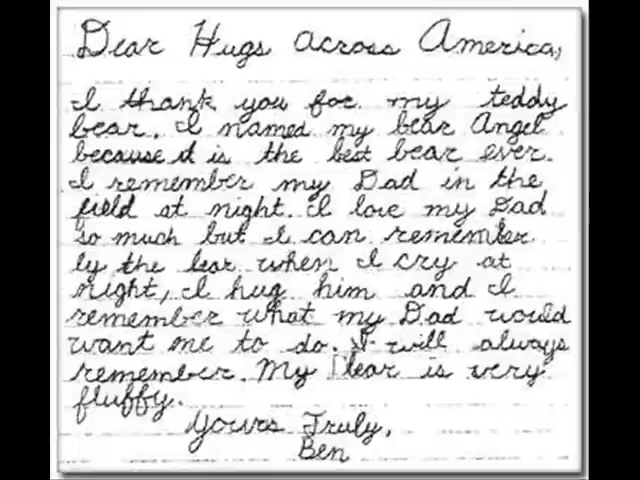 Dear Hugs Across America,
I thank you for my teddy
bear. I named my bear Angel
because it is the best bear ever.
I remember my Dad in the
field at night. I love my Dad
so much but I can remember
by the bear when I cry at
night, I hug him and I
remember what my Dad would
want me to do. I will always
remember. My bear is very
fluffy.
Yours Truly,
Ben